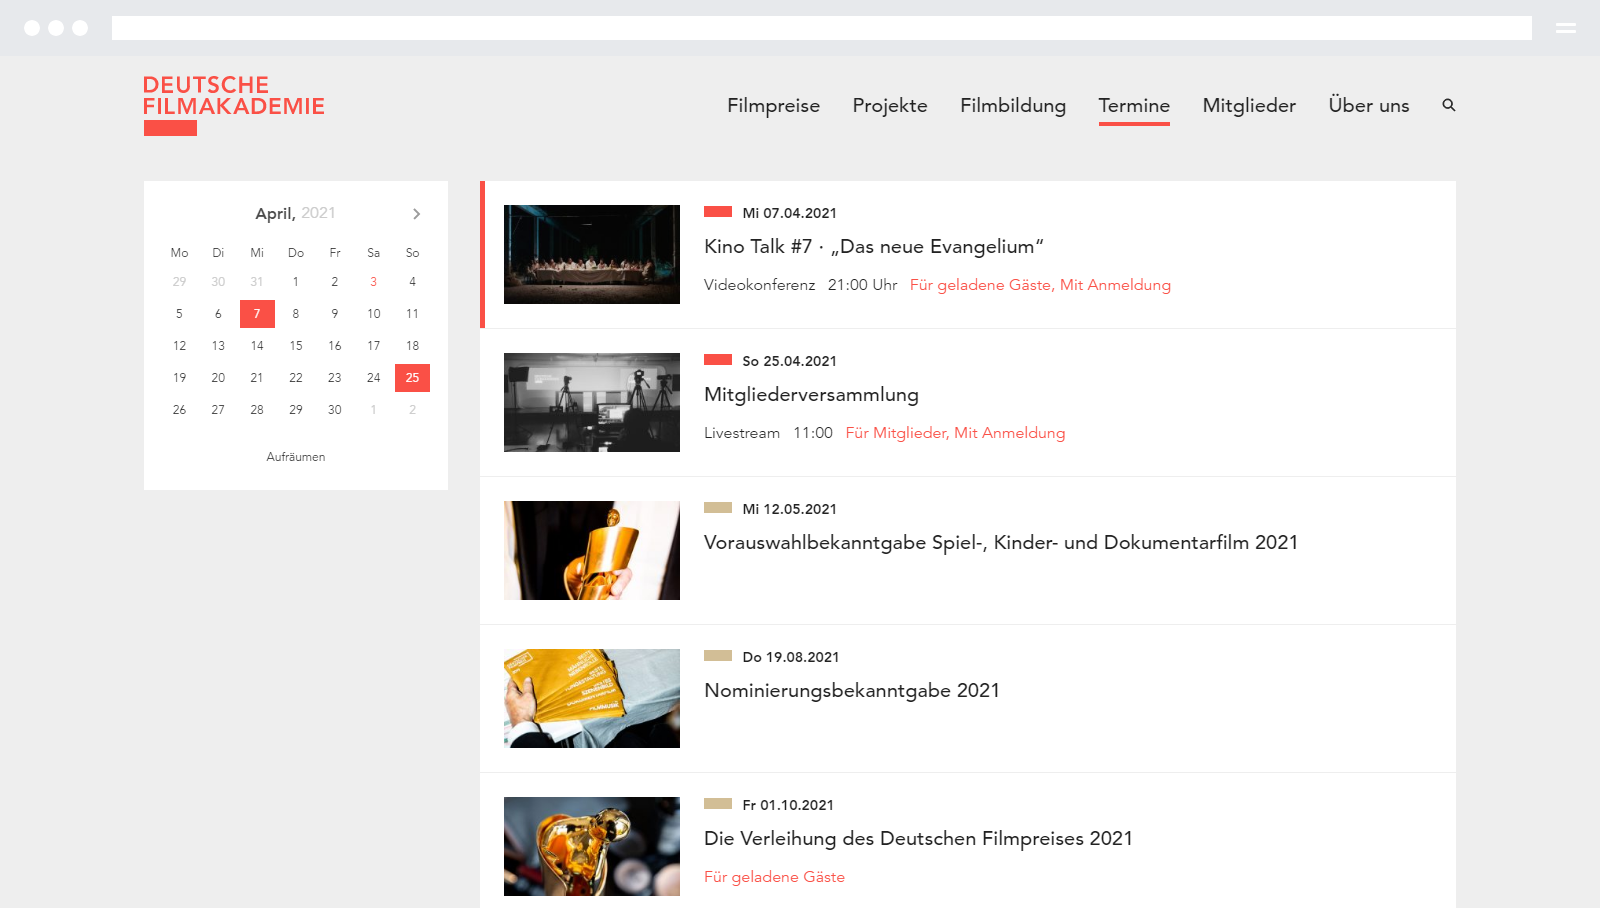 DEUTSCHE
FILMAKADEMIE
Filmpreise Projekte Filmbildung Termine Mitglieder Über uns
April, 2021
Mo Di Mi Do Fr Sa So
29 30 31 1 2 3 4
5 6 7 8 9 10 11
12 13 14 15 16 17 18
19 20 21 22 23 24 25
26 27 28 29 30 1 2
Aufräumen
Mi 07.04.2021
Kino Talk #7 · „Das neue Evangelium“
Videokonferenz 21:00 Uhr Für geladene Gäste, Mit Anmeldung
So 25.04.2021
Mitgliederversammlung
Livestream 11:00 Für Mitglieder, Mit Anmeldung
Mi 12.05.2021
Vorauswahlbekanntgabe Spiel-, Kinder- und Dokumentarfilm 2021
Do 19.08.2021
Nominierungsbekanntgabe 2021
Fr 01.10.2021
Die Verleihung des Deutschen Filmpreises 2021
Für geladene Gäste